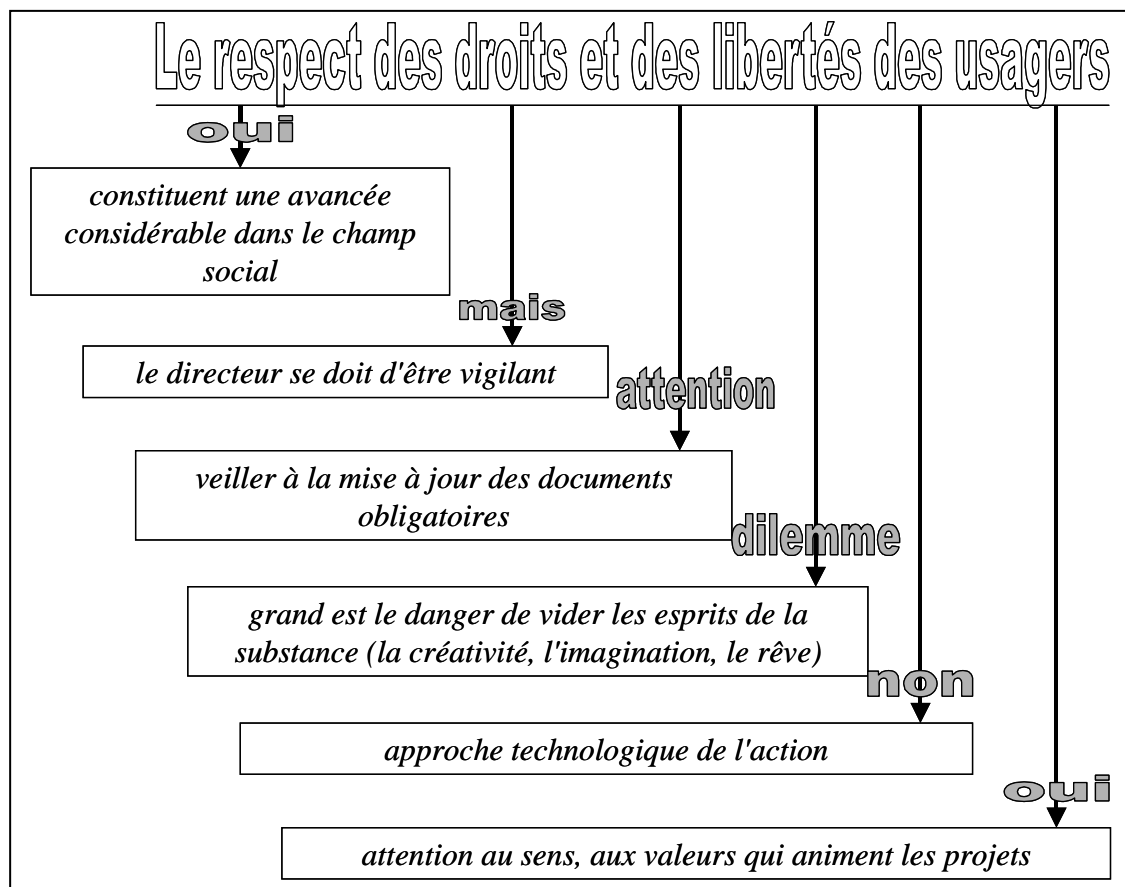 Le respect des droits et des libertés des usagers
oui
constituent une avancée
considérable dans le champ
social
mais
le directeur se doit d'être vigilant
attention
veiller à la mise à jour des documents
obligatoires
dilemme
grand est le danger de vider les esprits de la
substance (la créativité, l'imagination, le rêve)
non
approche technologique de l'action
oui
attention au sens, aux valeurs qui animent les projets